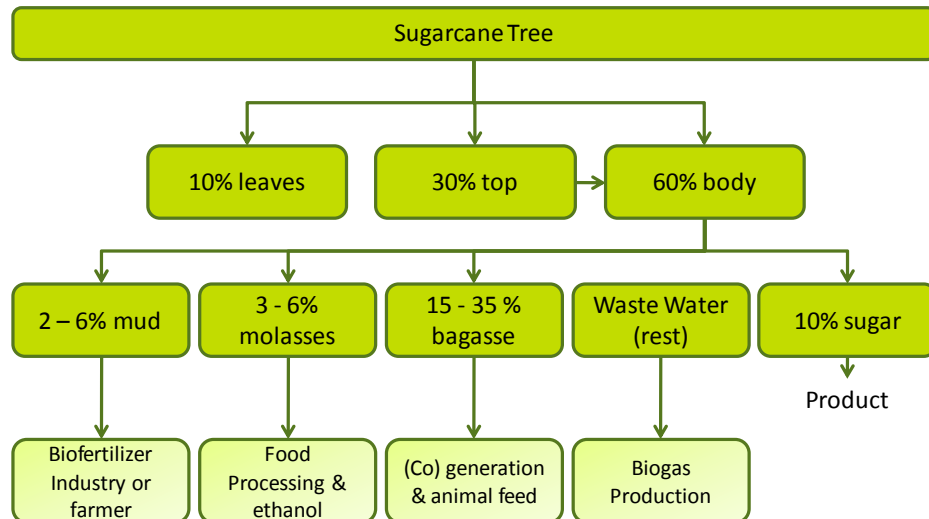 Sugarcane Tree
10% leaves
30% top
60% body
2 – 6% mud
3 - 6%
molasses
15 - 35 %
bagasse
Waste Water
(rest)
10% sugar
Product
Biofertilizer
Industry or
farmer
Food
Processing &
ethanol
(Co) generation
& animal feed
Biogas
Production